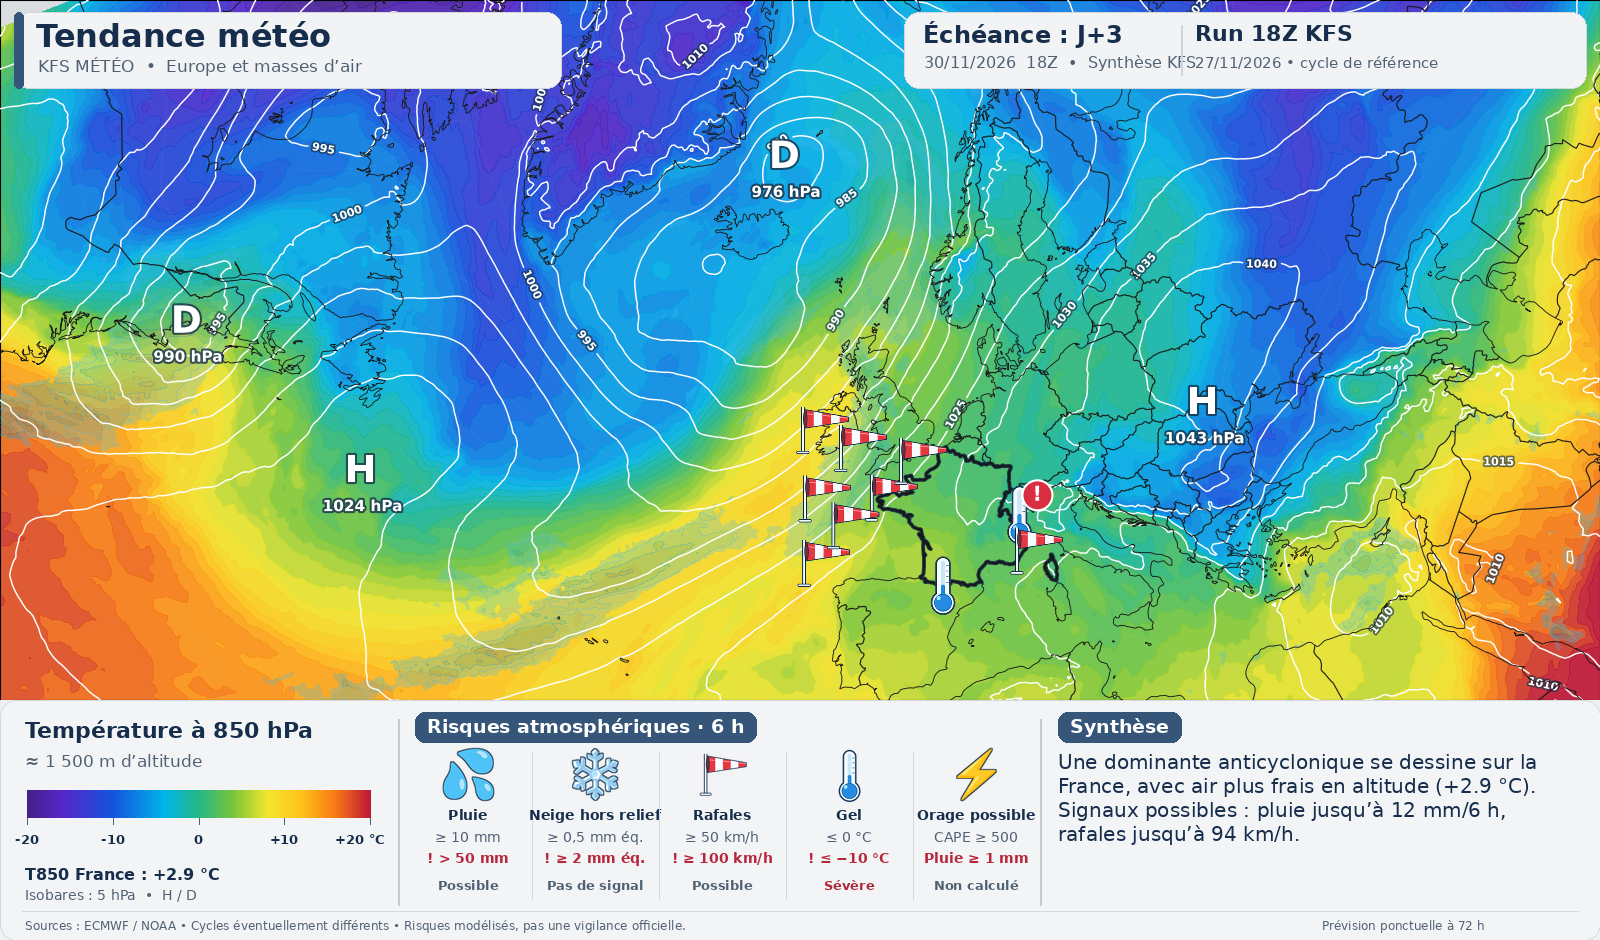 Tendance météo
KFS MÉTÉO • Europe et masses d’air
Échéance : J+3
30/11/2026 18Z • Synthèse KFS
Run 18Z KFS
27/11/2026 • cycle de référence
1010
995
1000
D
976 hPa
985
1000
995
D
990 hPa
995
990
1035
1040
1030
1025
H
1043 hPa
H
1024 hPa
1015
1010
1010
1010
!
Température à 850 hPa
≈ 1 500 m d’altitude
-20 -10 0 +10 +20 °C
T850 France : +2.9 °C
Isobares : 5 hPa • H / D
Risques atmosphériques · 6 h
Pluie
≥ 10 mm
! > 50 mm
Possible
Neige hors relief
≥ 0,5 mm éq.
! ≥ 2 mm éq.
Pas de signal
Rafales
≥ 50 km/h
! ≥ 100 km/h
Possible
Gel
≤ 0 °C
! ≤ −10 °C
Sévère
Orage possible
CAPE ≥ 500
Pluie ≥ 1 mm
Non calculé
Synthèse
Une dominante anticyclonique se dessine sur la
France, avec air plus frais en altitude (+2.9 °C).
Signaux possibles : pluie jusqu’à 12 mm/6 h,
rafales jusqu’à 94 km/h.
Sources : ECMWF / NOAA • Cycles éventuellement différents • Risques modélisés, pas une vigilance officielle.
Prévision ponctuelle à 72 h